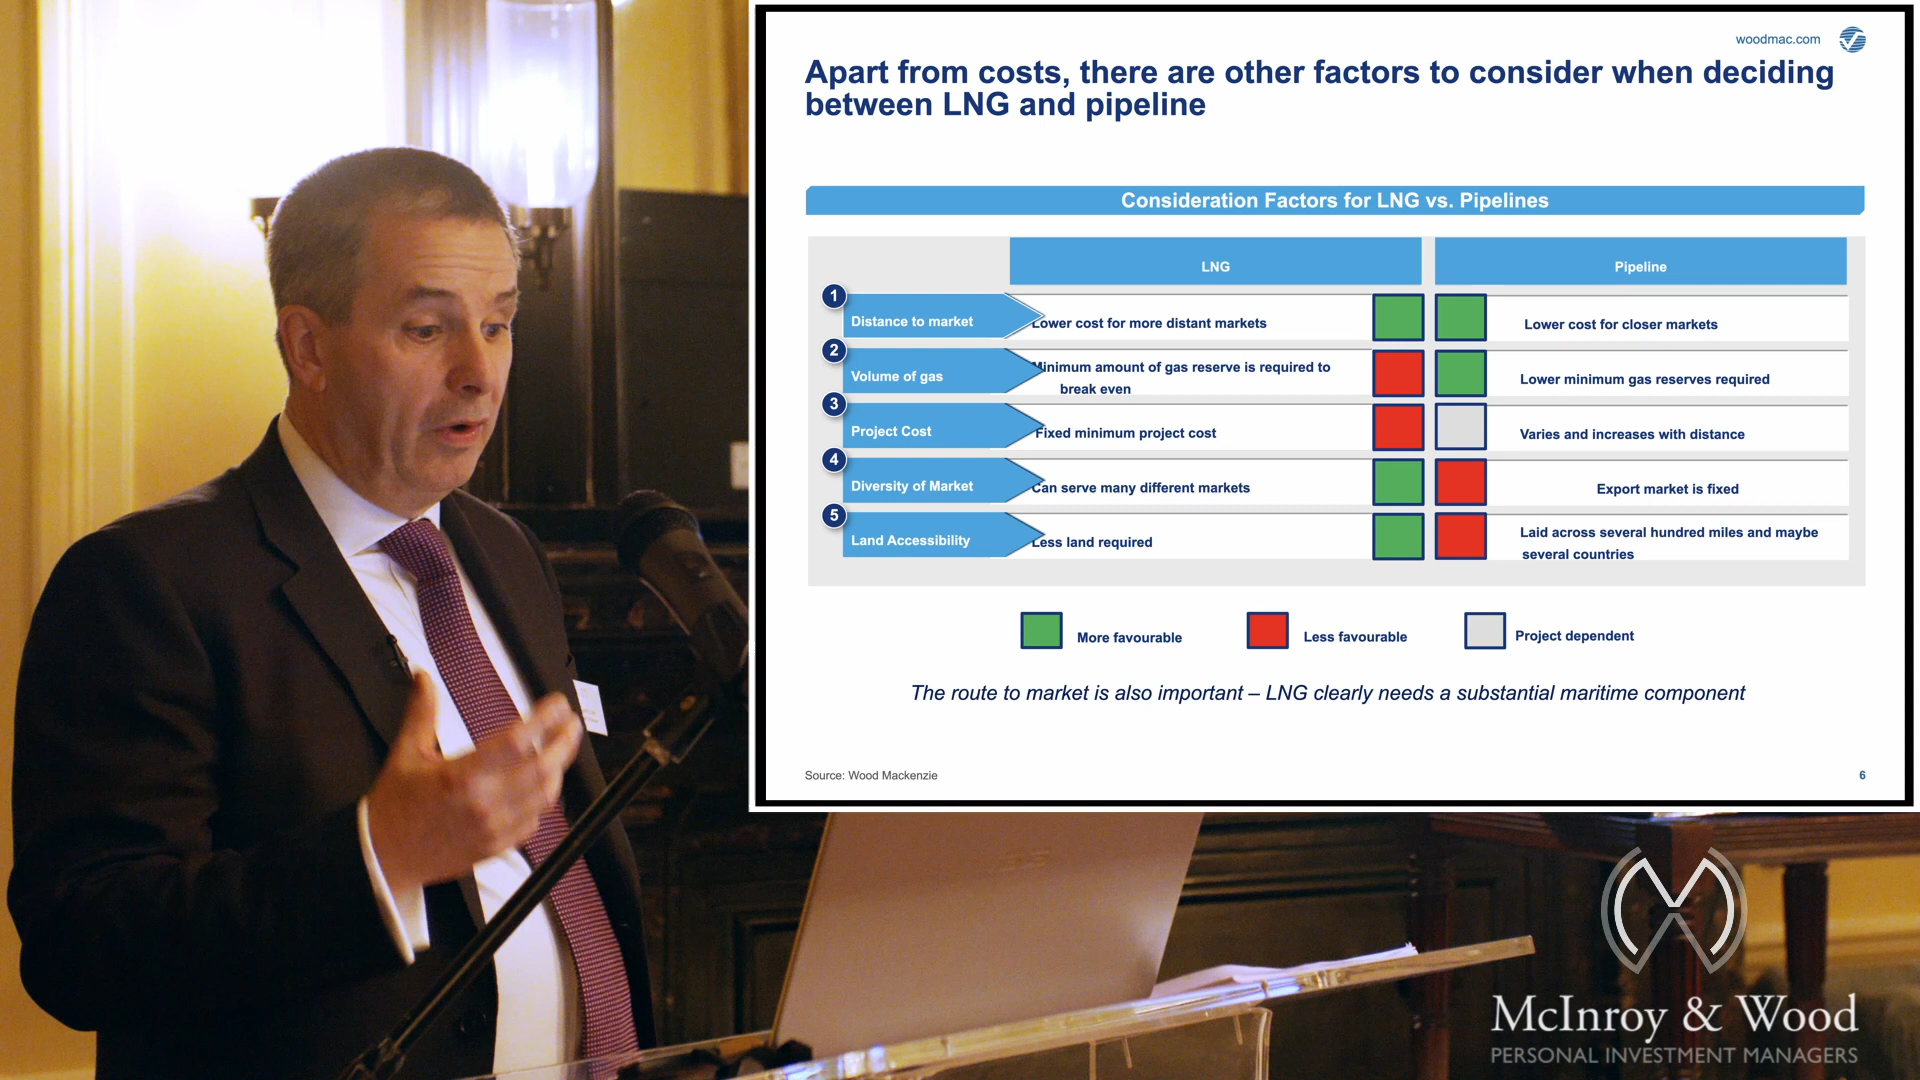 woodmac.com
Apart from costs, there are other factors to consider when deciding
between LNG and pipeline
Consideration Factors for LNG vs. Pipelines
LNG
Pipeline
1
Distance to market
Lower cost for more distant markets
Lower cost for closer markets
2
Volume of gas
Minimum amount of gas reserve is required to
break even
Lower minimum gas reserves required
3
Project Cost
Fixed minimum project cost
Varies and increases with distance
4
Diversity of Market
Can serve many different markets
Export market is fixed
5
Land Accessibility
Less land required
Laid across several hundred miles and maybe
several countries
More favourable
Less favourable
Project dependent
The route to market is also important – LNG clearly needs a substantial maritime component
Source: Wood Mackenzie
6
McInroy & Wood
PERSONAL INVESTMENT MANAGERS